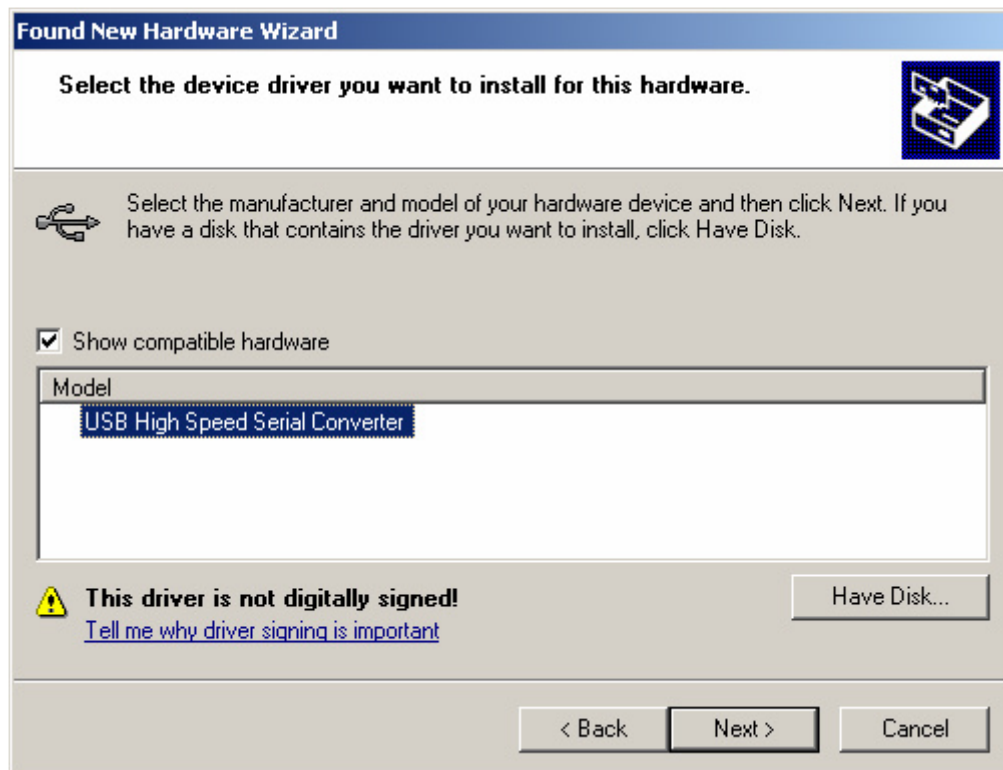 Found New Hardware Wizard
Select the device driver you want to install for this hardware.
Select the manufacturer and model of your hardware device and then click Next. If you
have a disk that contains the driver you want to install, click Have Disk.
Show compatible hardware
Model
USB High Speed Serial Converter
This driver is not digitally signed!
Tell me why driver signing is important
Have Disk...
< Back
Next >
Cancel